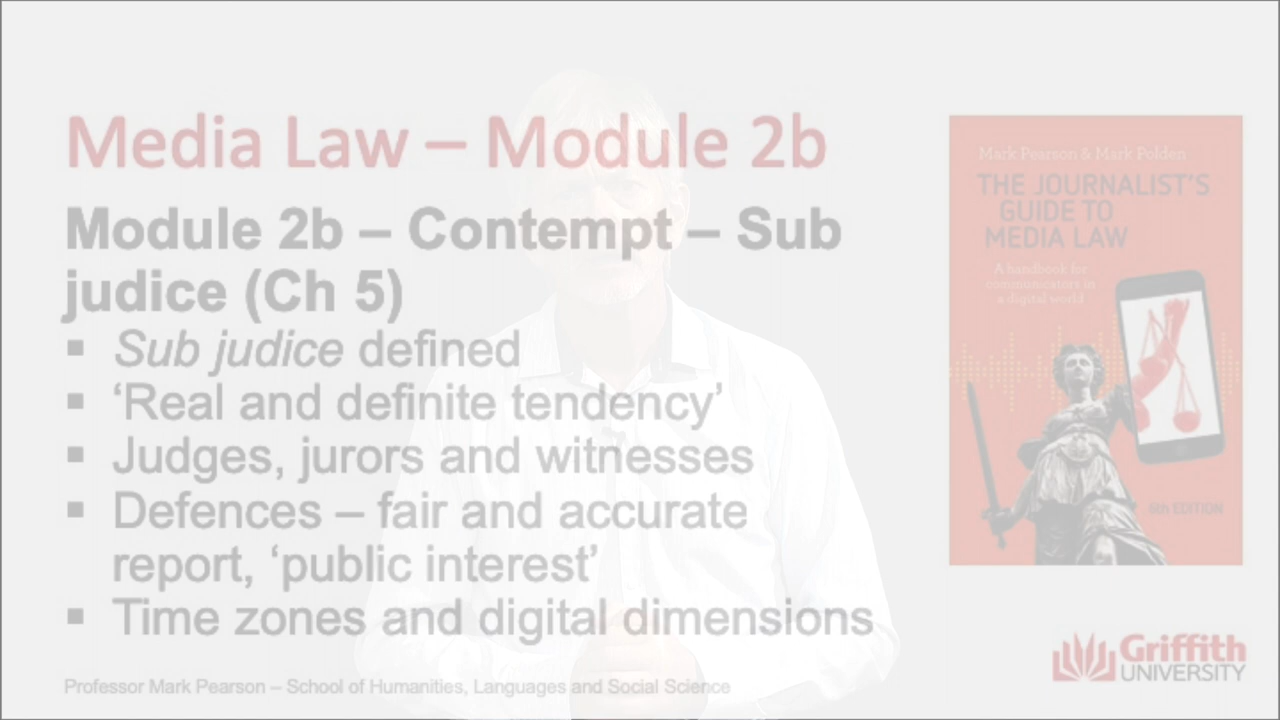 Media Law – Module 2b
Module 2b – Contempt – Sub
judice (Ch 5)
▪ Sub judice defined
▪ ‘Real and definite tendency’
▪ Judges, jurors and witnesses
▪ Defences – fair and accurate
report, ‘public interest’
▪ Time zones and digital dimensions
Professor Mark Pearson – School of Humanities, Languages and Social Science
Mark Pearson & Mark Polden
THE JOURNALIST'S
GUIDE TO
MEDIA LAW
A handbook for
communicators in
a digital world
EDITION
Griffith
UNIVERSITY